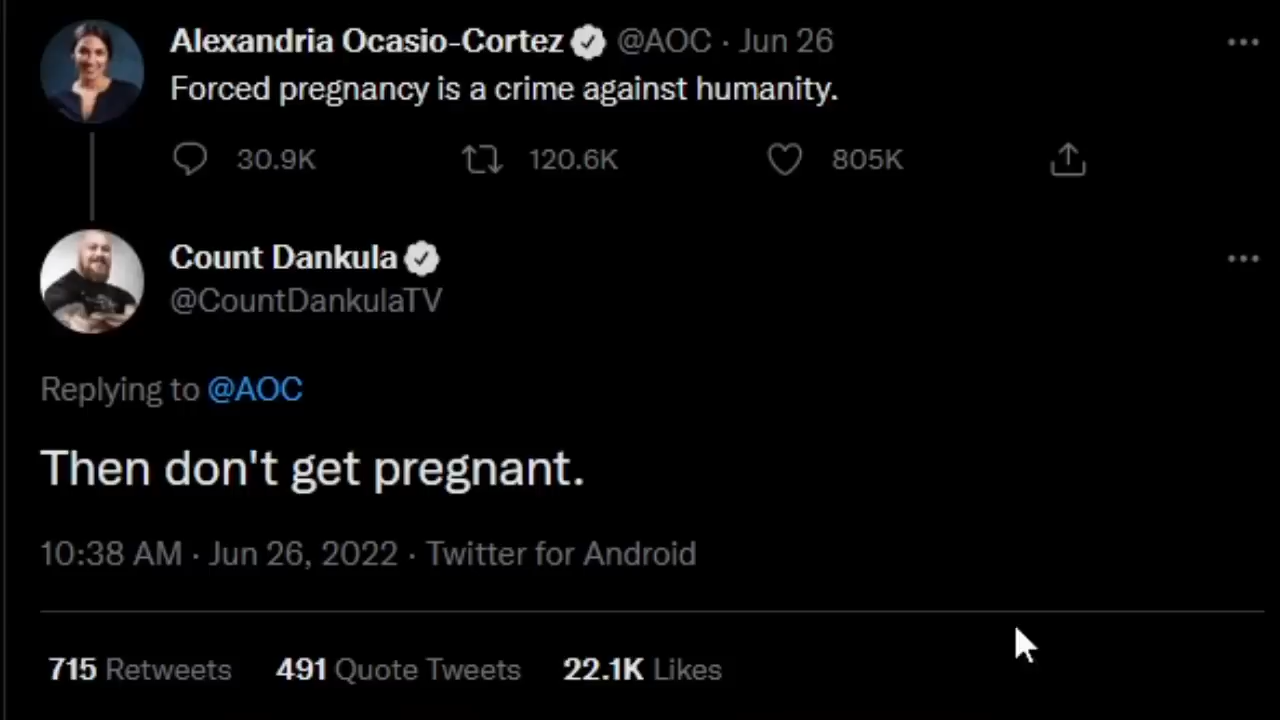 Alexandria Ocasio-Cortez @AOC · Jun 26
Forced pregnancy is a crime against humanity.
30.9K 120.6K 805K
Count Dankula
@CountDankulaTV
Replying to @AOC
Then don't get pregnant.
10:38 AM · Jun 26, 2022 · Twitter for Android
715 Retweets 491 Quote Tweets 22.1K Likes